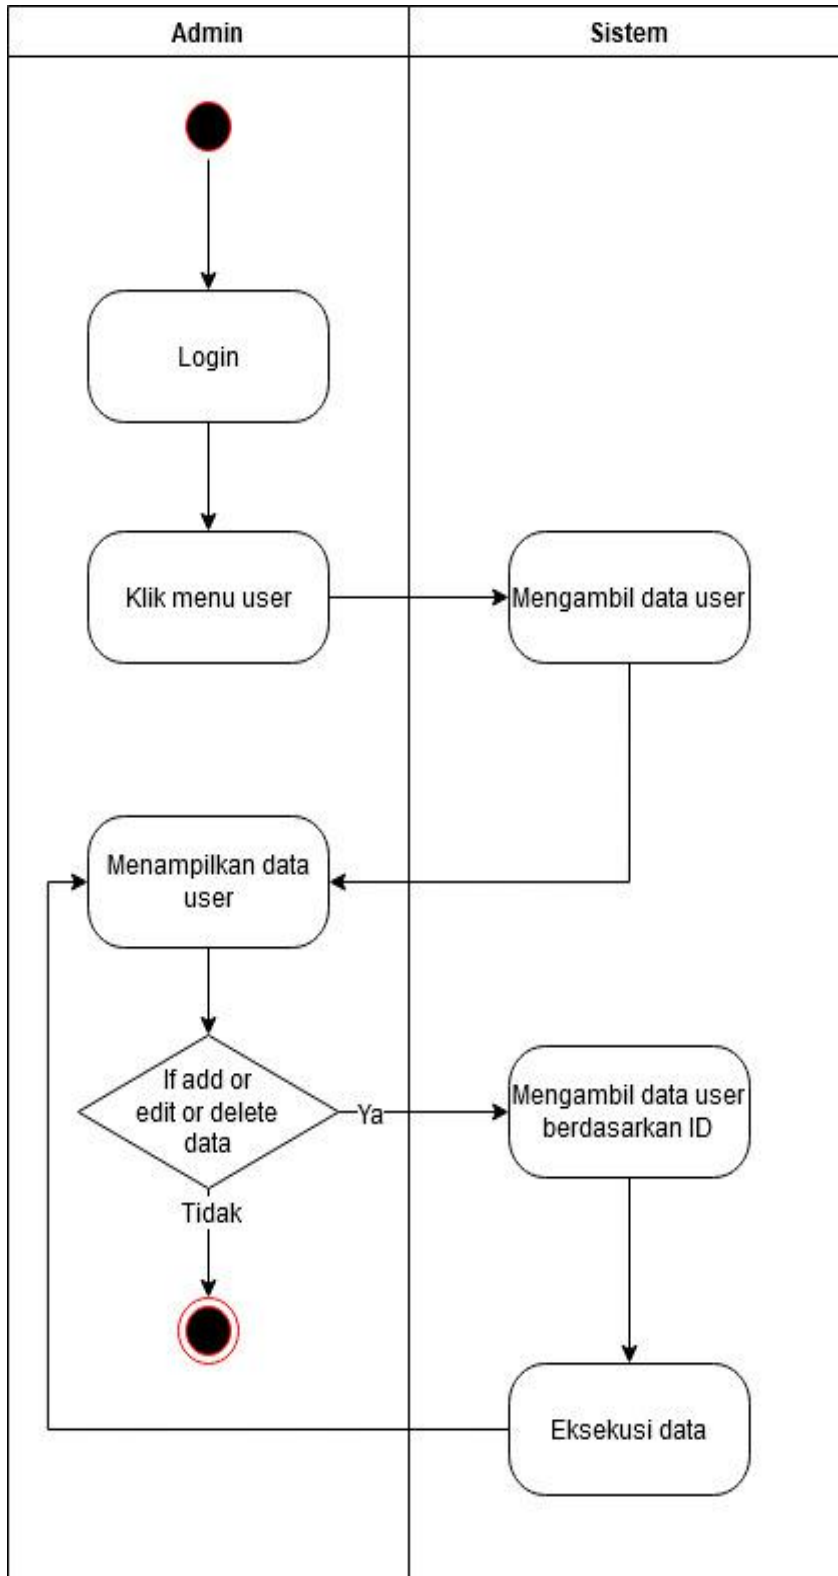 Admin
Sistem
Login
Klik menu user
Mengambil data user
Menampilkan data
user
If add or
edit or delete
data
Ya
Mengambil data user
berdasarkan ID
Tidak
Eksekusi data